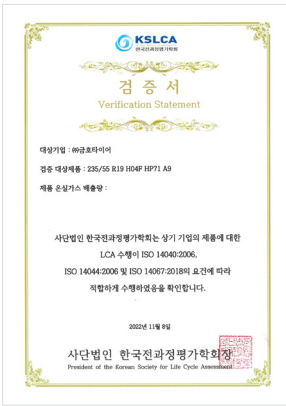 KSLCA
한국전과정평가학회
검 증 서
Verification Statement
대상기업 : ㈜금호타이어
검증 대상제품 : 235/55 R19 H04F HP71 A9
제품 온실가스 배출량 :
사단법인 한국전과정평가학회는 상기 기업의 제품에 대한
LCA 수행이 ISO 14040:2006,
ISO 14044:2006 및 ISO 14067:2018의 요건에 따라
적합하게 수행하였음을 확인합니다.
2022년 11월 8일
사단법인 한국전과정평가학회장
President of the Korean Society for Life Cycle Assessment